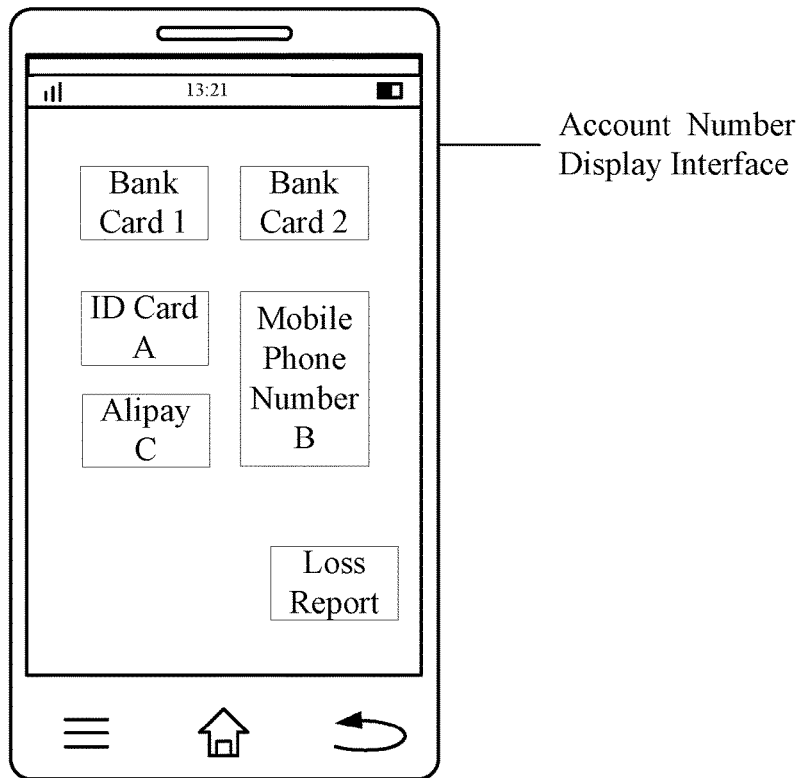 13:21
Account Number
Display Interface
Bank
Card 1
Bank
Card 2
ID Card
A
Mobile
Phone
Number
B
Alipay
C
Loss
Report